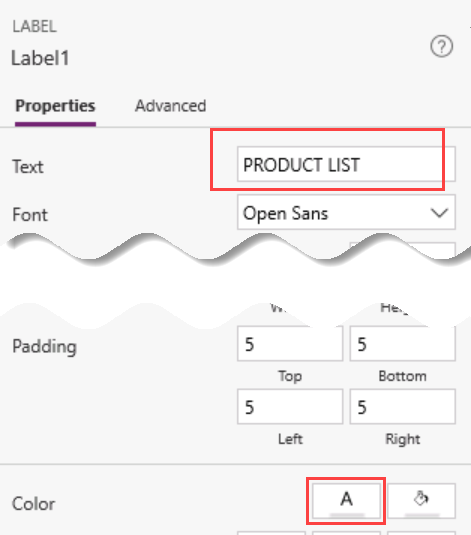 LABEL
Label1
Properties Advanced
Text PRODUCT LIST
Font Open Sans
Padding 5 5
Top Bottom
5 5
Left Right
Color A